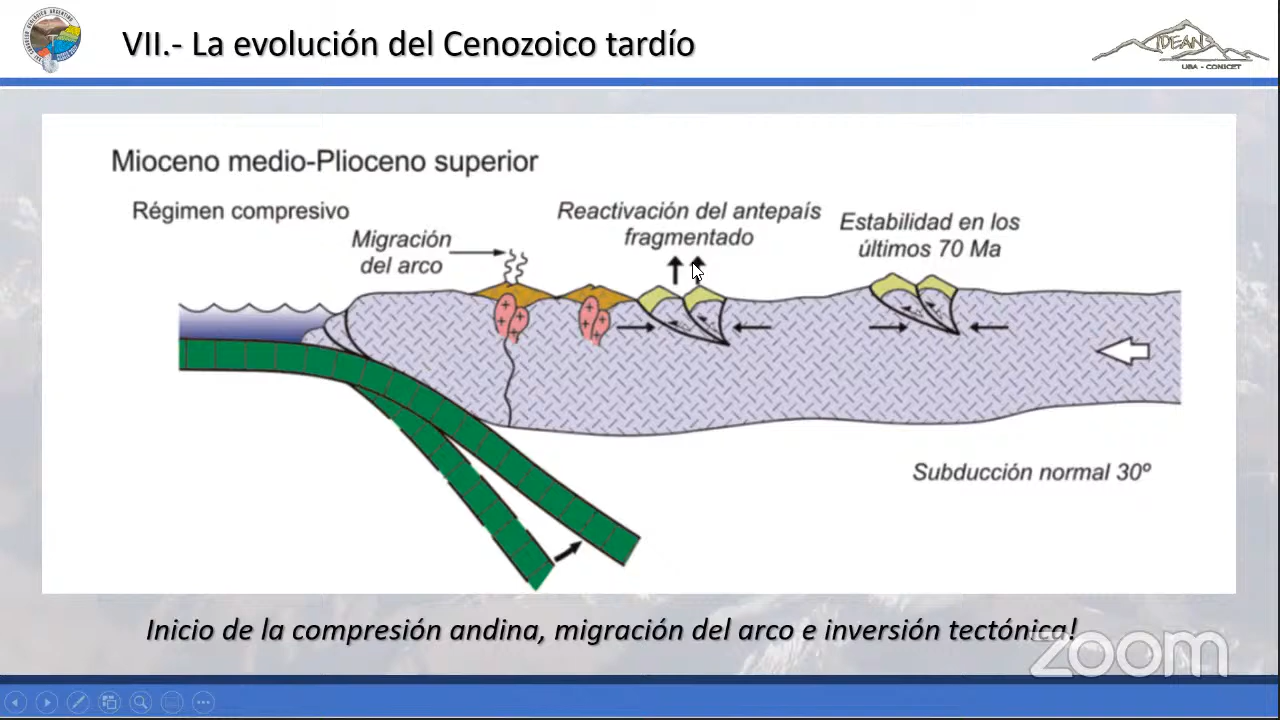 VII.- La evolución del Cenozoico tardío
IDEAN
UBA - CONICET
Mioceno medio-Plioceno superior
Régimen compresivo
Migración
del arco
Reactivación del antepaís
fragmentado
Estabilidad en los
últimos 70 Ma
Subducción normal 30º
Inicio de la compresión andina, migración del arco e inversión tectónica!
zoom